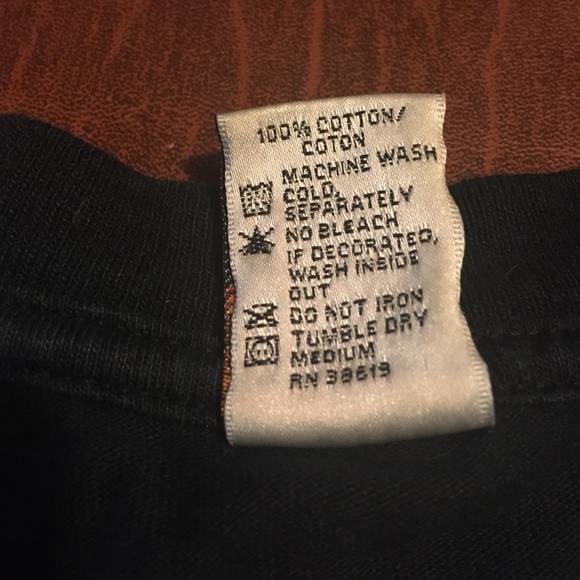 100% COTTON/
COTON
MACHINE WASH
COLD,
SEPARATELY
NO BLEACH
IF DECORATED,
WASH INSIDE
OUT
DO NOT IRON
TUMBLE DRY
MEDIUM
RN 38619